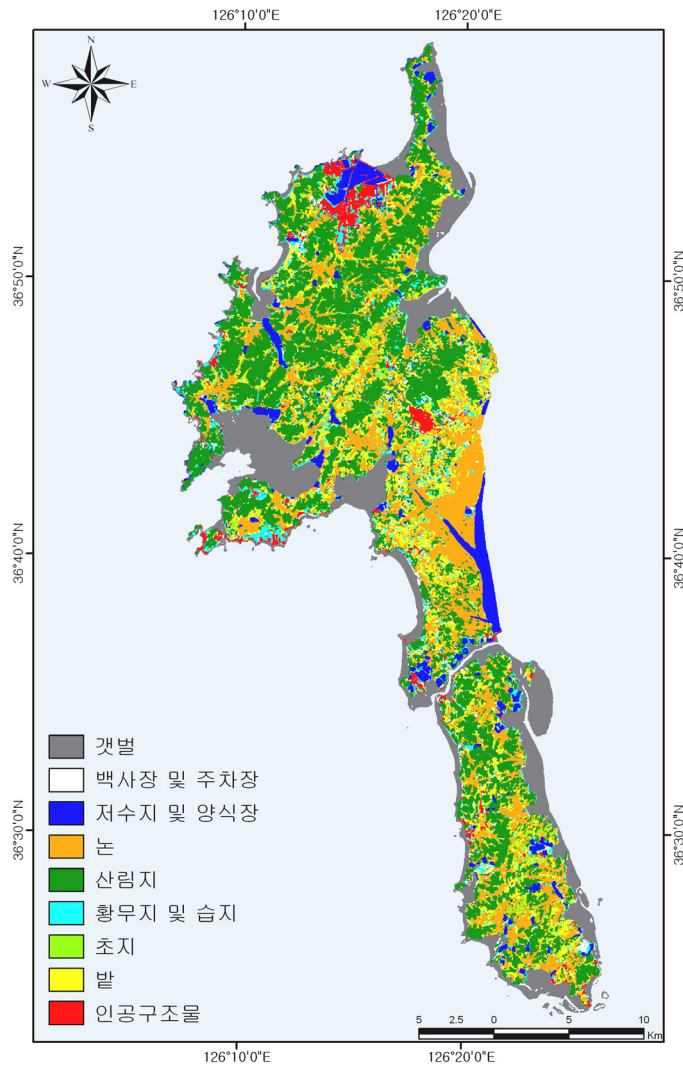 126°10'0"E
126°20'0"E
N
W
E
S
36°50'0"N
36°50'0"N
36°40'0"N
36°40'0"N
갯벌
백사장 및 주차장
저수지 및 양식장
36°30'0"N
36°30'0"N
논
산림지
황무지 및 습지
초지
밭
인공구조물
5 2.5 0 5 10
Km
126°10'0"E
126°20'0"E